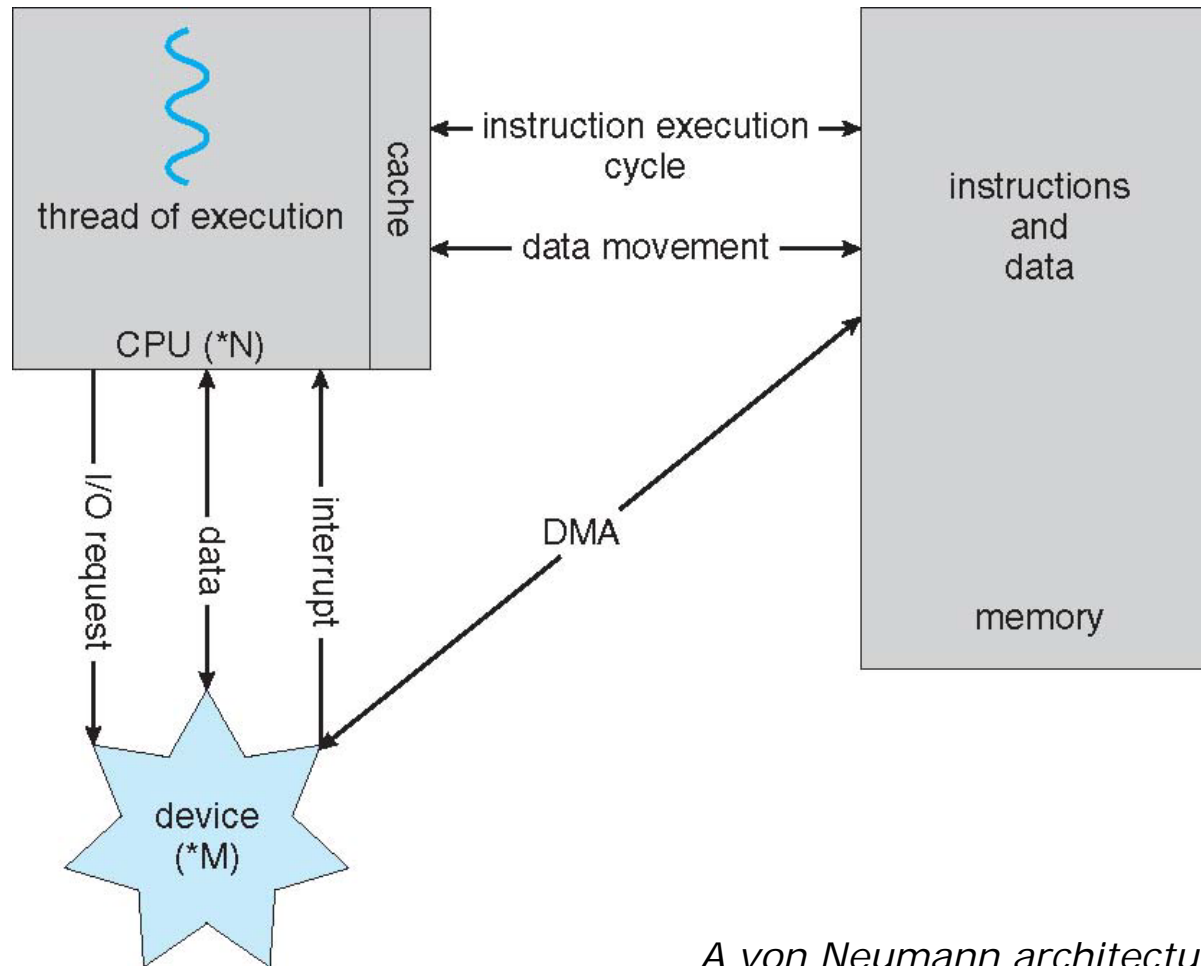 thread of execution
cache
CPU (*N)
instruction execution
cycle
data movement
instructions
and
data
memory
I/O request
data
interrupt
DMA
device
(*M)
A von Neumann